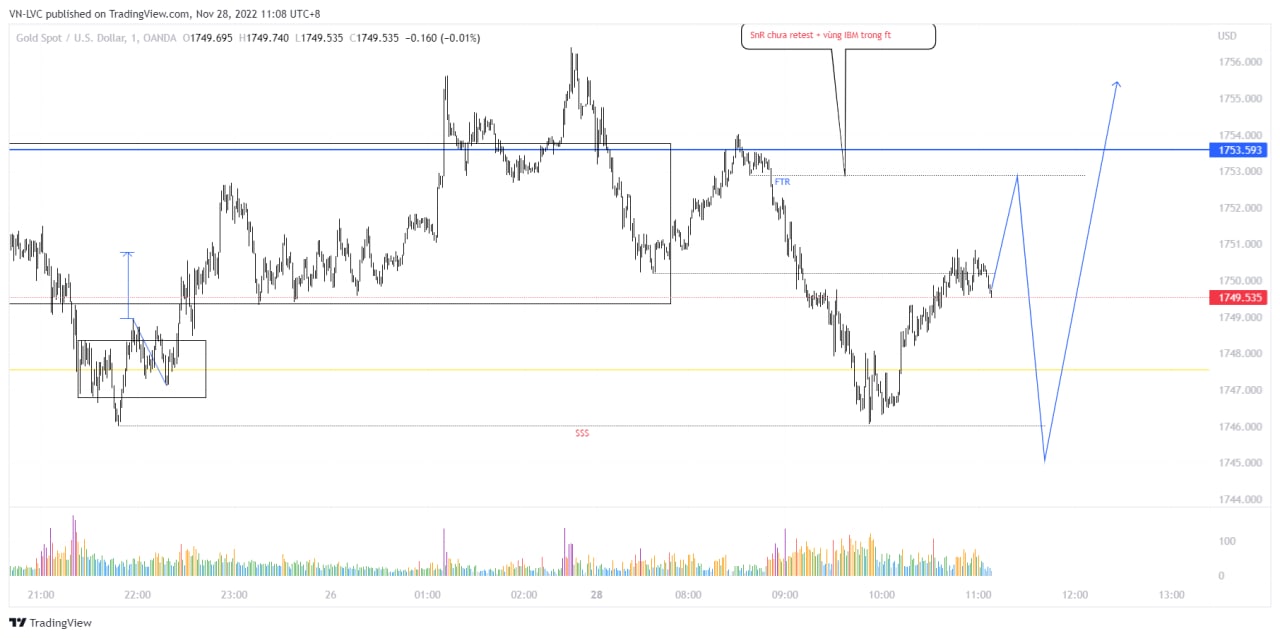 VN-LVC published on TradingView.com, Nov 28, 2022 11:08 UTC+8
Gold Spot / U.S. Dollar, 1, OANDA O1749.695 H1749.740 L1749.535 C1749.535 −0.160 (−0.01%)
SnR chưa retest + vùng IBM trong ft
USD
1756.000
1755.000
1754.000
1753.593
1753.000
FTR
1752.000
1751.000
1750.000
1749.535
1749.000
1748.000
1747.000
1746.000
$$$
1745.000
1744.000
100
0
21:00 22:00 23:00 26 01:00 02:00 28 08:00 09:00 10:00 11:00 12:00 13:00
TradingView